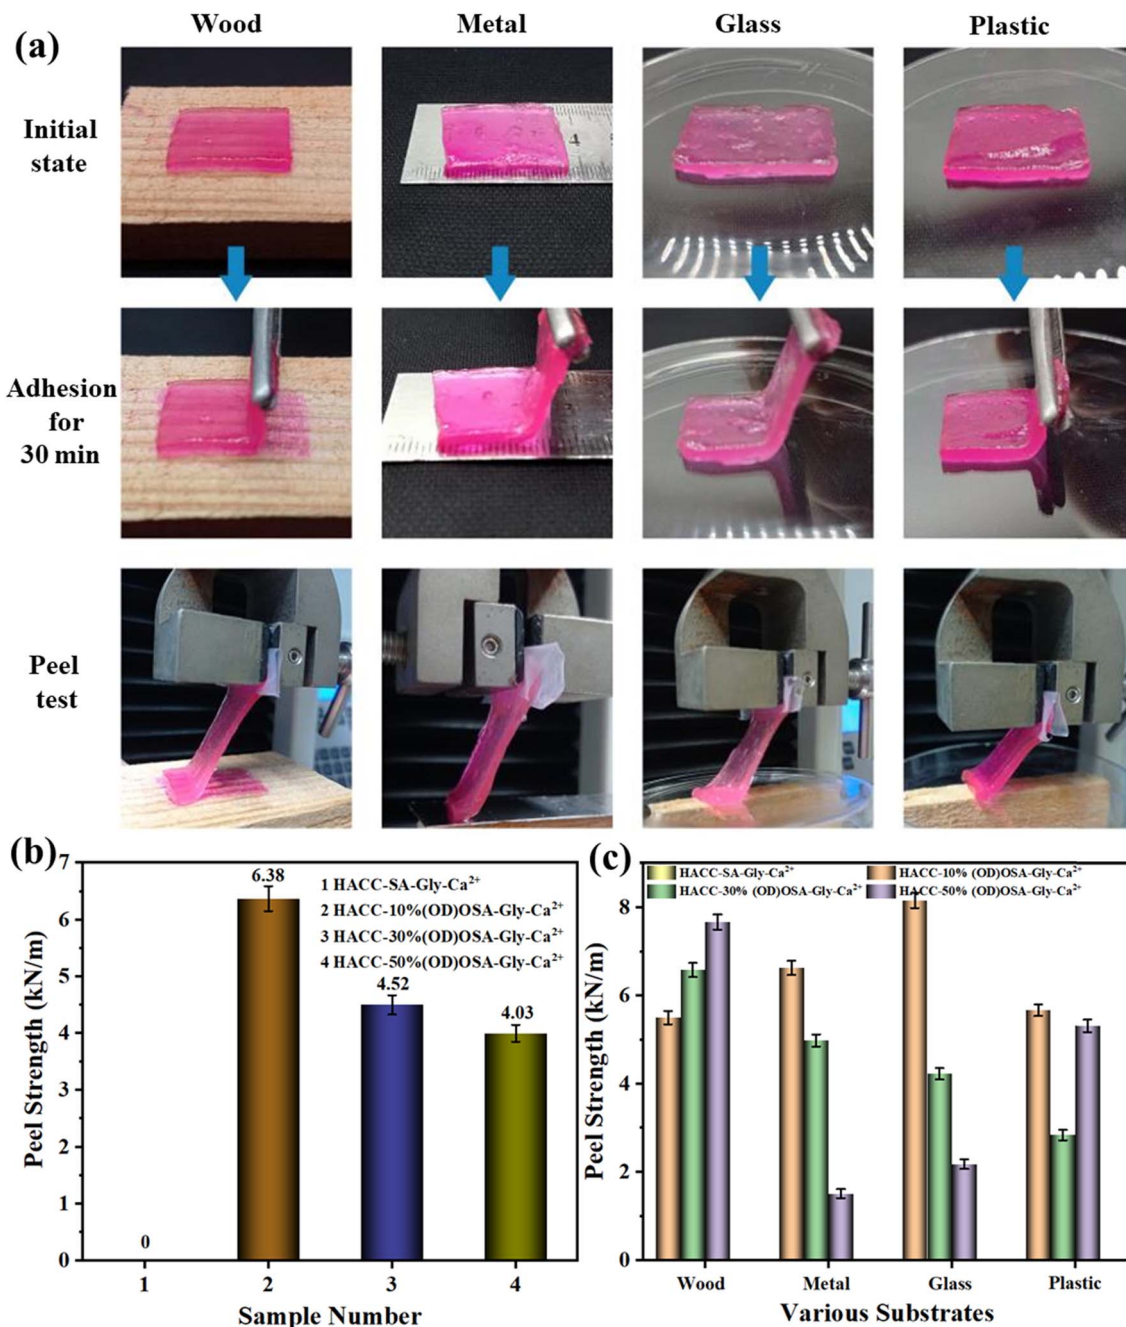 Wood Metal Glass Plastic
(a)
Initial
state
4
Adhesion
for
30 min
Peel
test
(b)
Peel Strength (kN/m)
7
6
5
4
3
2
1
0
0
6.38
4.52
4.03
1 HACC-SA-Gly-Ca²⁺
2 HACC-10%(OD)OSA-Gly-Ca²⁺
3 HACC-30%(OD)OSA-Gly-Ca²⁺
4 HACC-50%(OD)OSA-Gly-Ca²⁺
1 2 3 4
Sample Number
(c)
Peel Strength (kN/m)
8
6
4
2
0
HACC-SA-Gly-Ca²⁺ HACC-10% (OD)OSA-Gly-Ca²⁺
HACC-30% (OD)OSA-Gly-Ca²⁺ HACC-50%(OD)OSA-Gly-Ca²⁺
Wood Metal Glass Plastic
Various Substrates